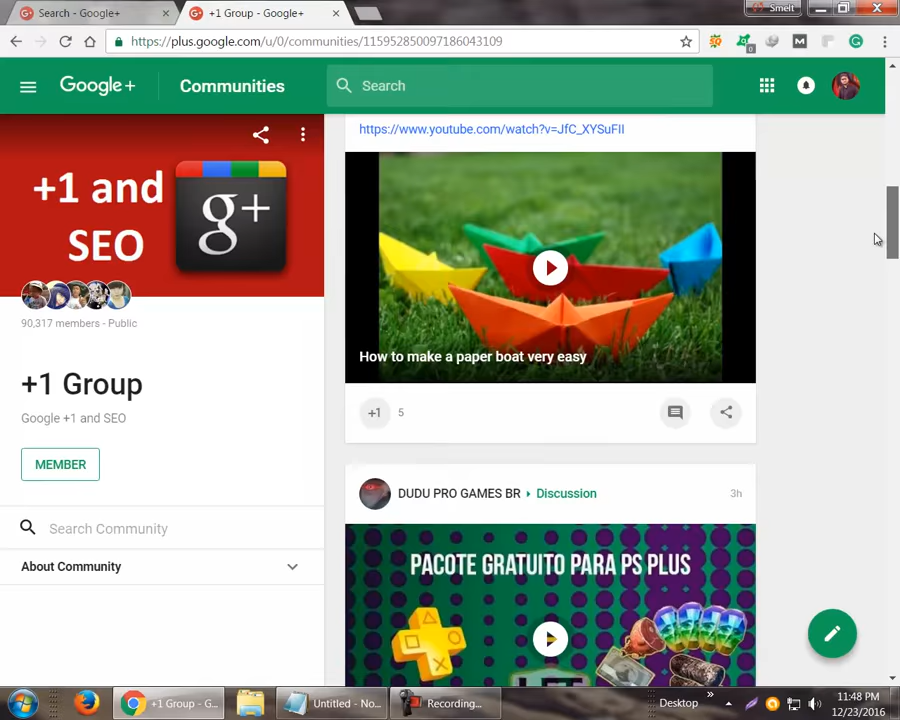 Search - Google+
+1 Group - Google+
Smelt
https://plus.google.com/u/0/communities/115952850097186043109
0
M
Google+
Communities
Search
https://www.youtube.com/watch?v=JfC_XYSuFII
+1 and
SEO
g+
90,317 members - Public
+1 Group
Google +1 and SEO
MEMBER
Search Community
About Community
How to make a paper boat very easy
+1 5
DUDU PRO GAMES BR
Discussion
3h
PACOTE GRATUITO PARA PS PLUS
+1 Group - G...
Untitled - No...
Recording...
Desktop
11:48 PM
12/23/2016